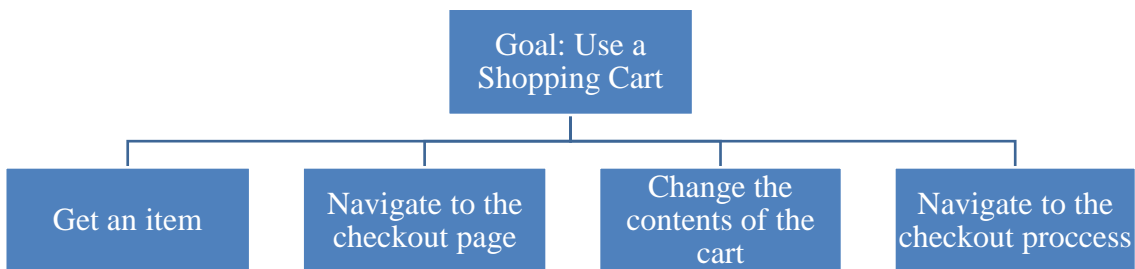 Goal: Use a
Shopping Cart
Get an item
Navigate to the
checkout page
Change the
contents of the
cart
Navigate to the
checkout proccess